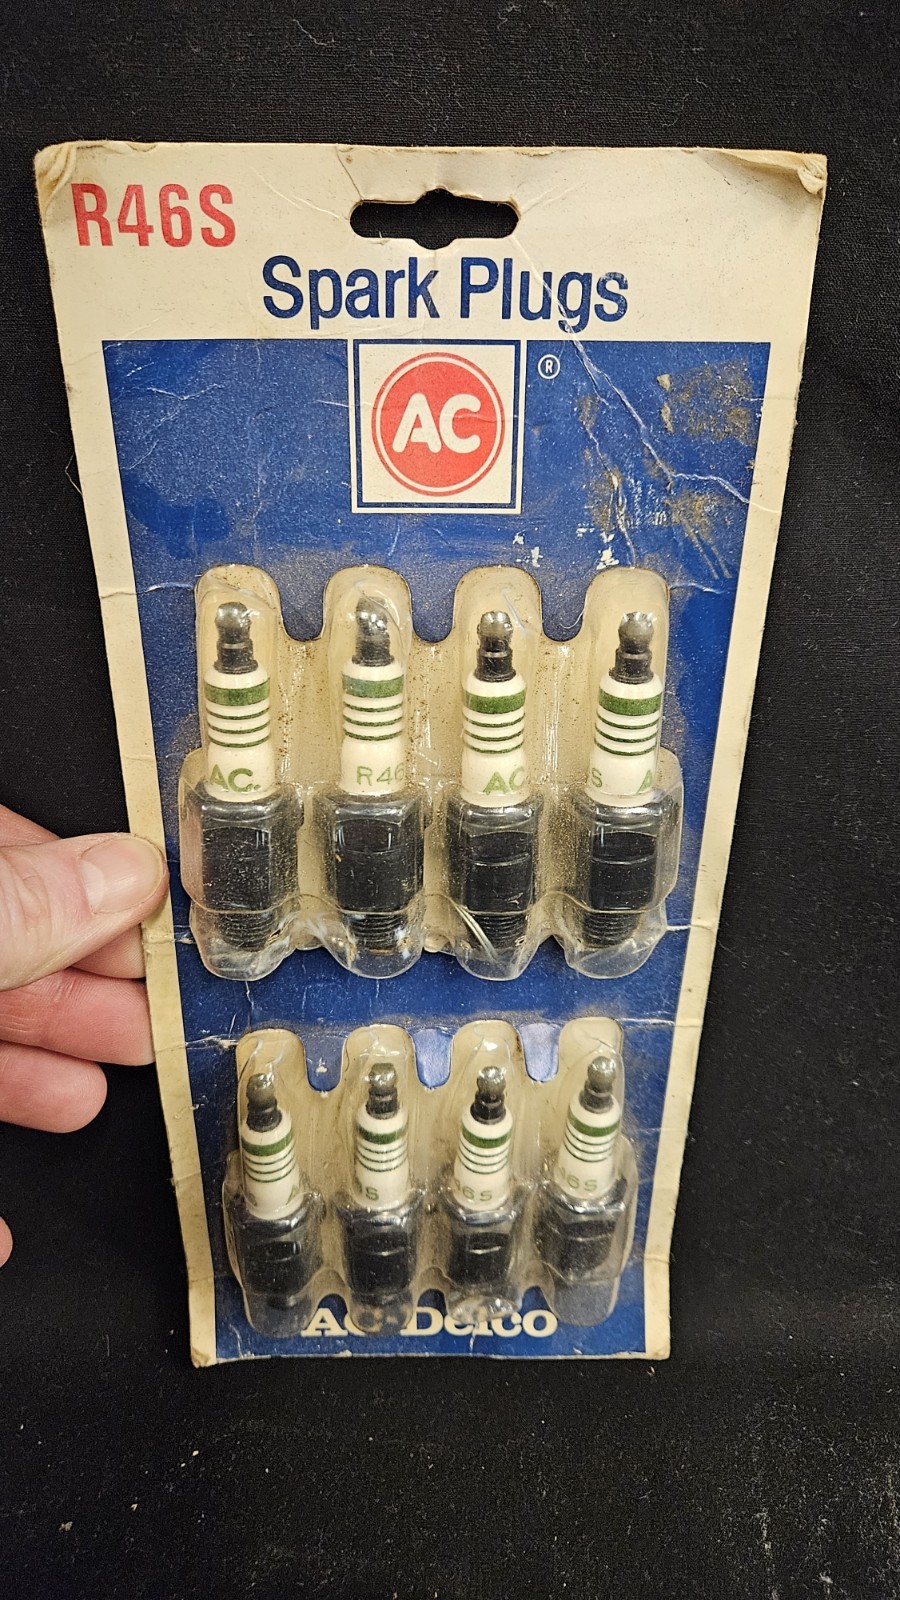 R46S
Spark Plugs
AC ®
AC.
R46
AC
S A
A
S
6S
6S
AC-Delco